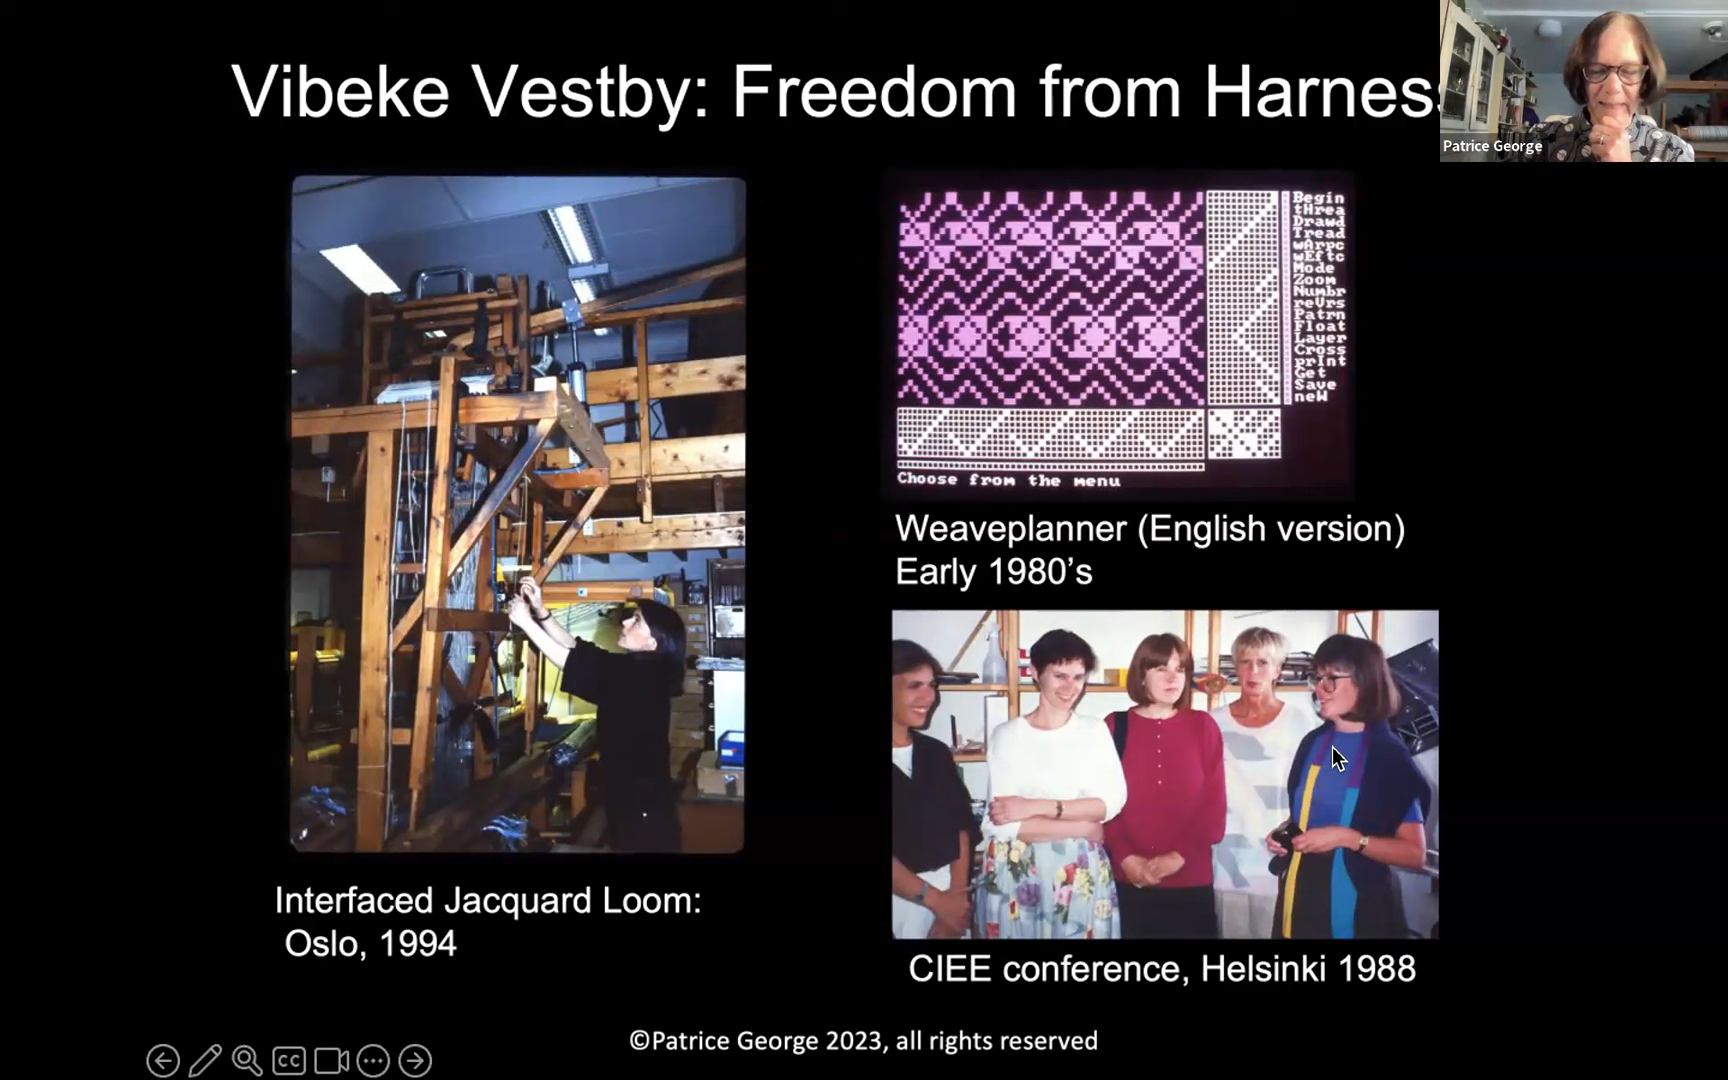 Vibeke Vestby: Freedom from Harness
Patrice George
Begin
tHrea
Drawd
Tread
wArpc
wEftc
Mode
Zoom
Numbr
reVrs
Patrn
Float
Layer
Cross
prInt
Get
Save
neW
Choose from the menu
Weaveplanner (English version)
Early 1980’s
Interfaced Jacquard Loom:
Oslo, 1994
CIEE conference, Helsinki 1988
©Patrice George 2023, all rights reserved
CC